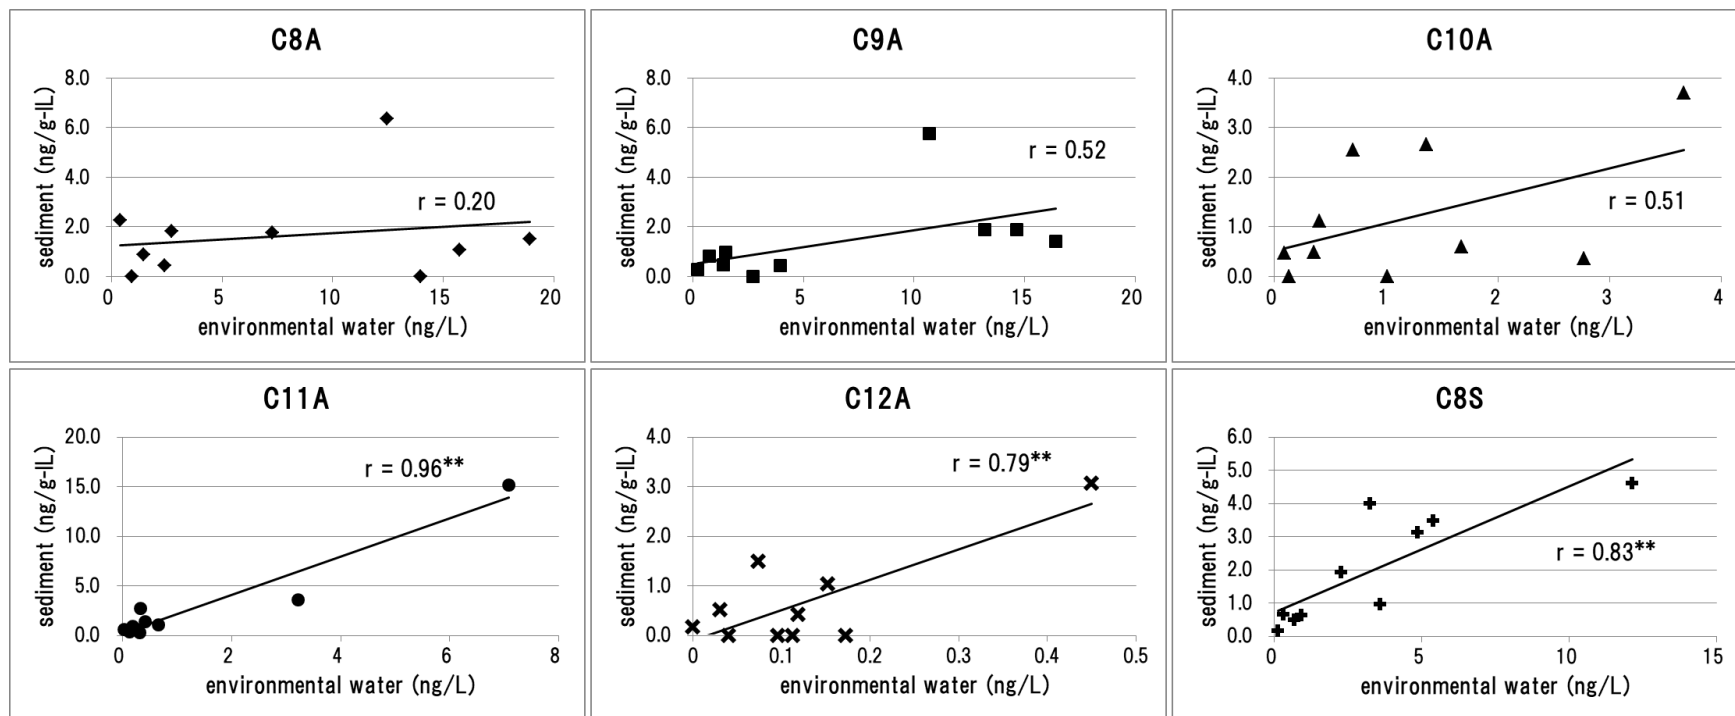 C8A
sediment (ng/g-IL)
8.0
6.0
4.0
2.0
0.0
r = 0.20
0 5 10 15 20
environmental water (ng/L)
C9A
sediment (ng/g-IL)
8.0
6.0
4.0
2.0
0.0
r = 0.52
0 5 10 15 20
environmental water (ng/L)
C10A
sediment (ng/g-IL)
4.0
3.0
2.0
1.0
0.0
r = 0.51
0 1 2 3 4
environmental water (ng/L)
C11A
sediment (ng/g-IL)
20.0
15.0
10.0
5.0
0.0
r = 0.96**
0 2 4 6 8
environmental water (ng/L)
C12A
sediment (ng/g-IL)
4.0
3.0
2.0
1.0
0.0
r = 0.79**
0 0.1 0.2 0.3 0.4 0.5
environmental water (ng/L)
C8S
sediment (ng/g-IL)
6.0
5.0
4.0
3.0
2.0
1.0
0.0
r = 0.83**
0 5 10 15
environmental water (ng/L)